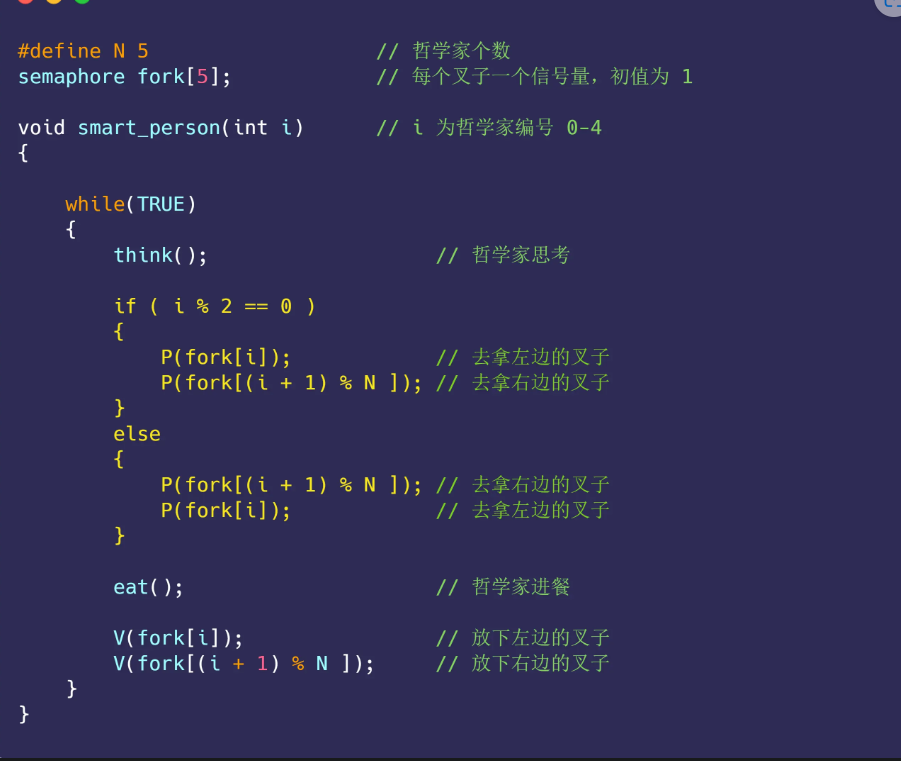 #define N 5 // 哲学家个数
semaphore fork[5]; // 每个叉子一个信号量，初值为 1
void smart_person(int i) // i 为哲学家编号 0-4
{
while(TRUE)
{
think(); // 哲学家思考
if ( i % 2 == 0 )
{
P(fork[i]); // 去拿左边的叉子
P(fork[(i + 1) % N ]); // 去拿右边的叉子
}
else
{
P(fork[(i + 1) % N ]); // 去拿右边的叉子
P(fork[i]); // 去拿左边的叉子
}
eat(); // 哲学家进餐
V(fork[i]); // 放下左边的叉子
V(fork[(i + 1) % N ]); // 放下右边的叉子
}
}